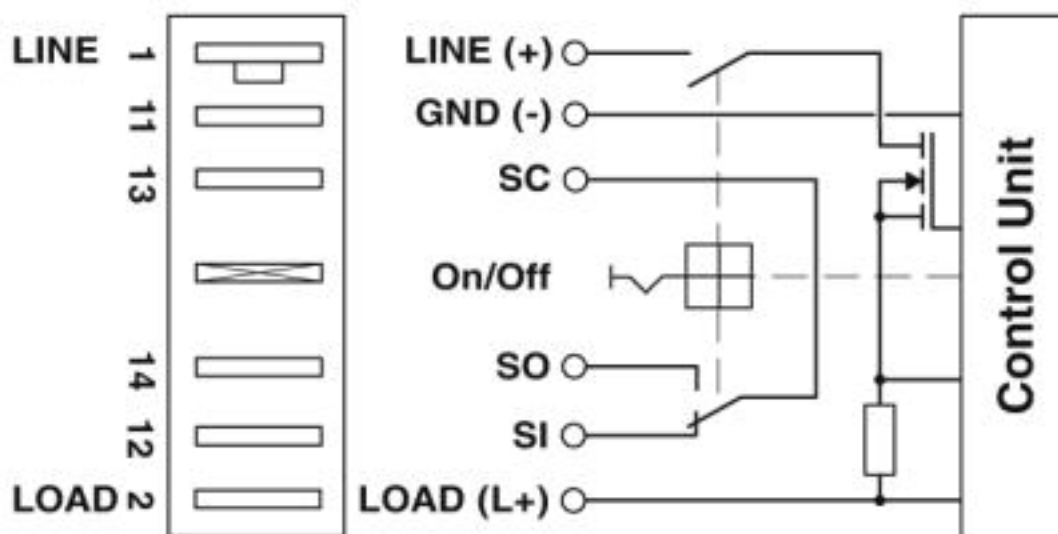 LINE 1 LINE (+)
11 GND (-)
13 SC
On/Off
14 SO
12 SI
LOAD 2 LOAD (L+)
Control Unit